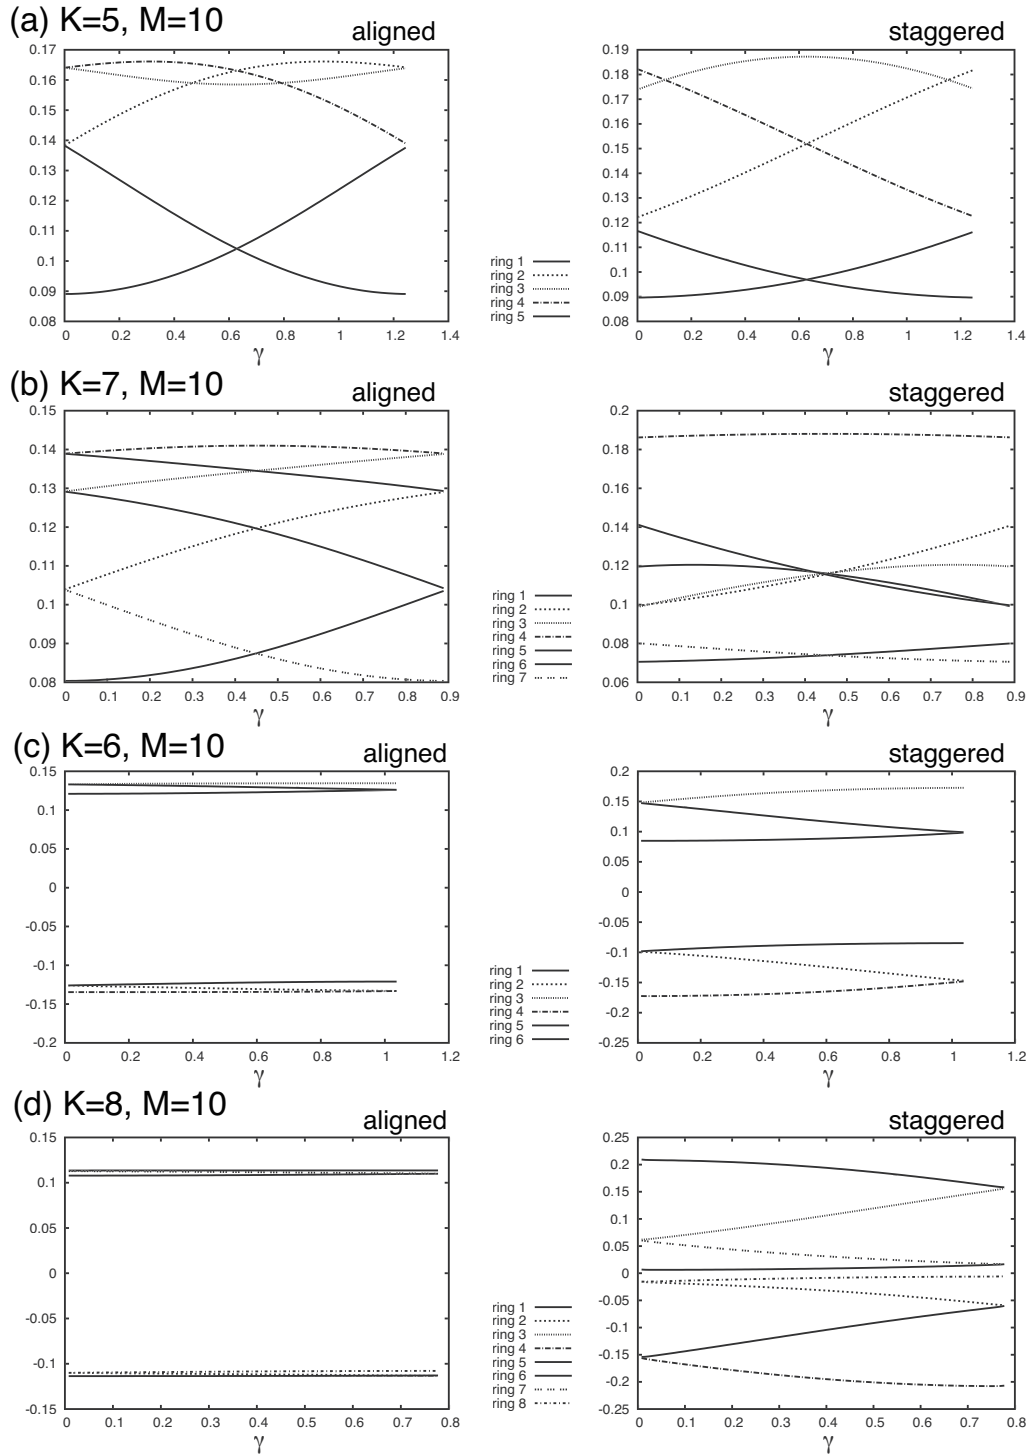 (a) K=5, M=10
aligned
staggered
0.17
0.16
0.15
0.14
0.13
0.12
0.11
0.1
0.09
0.08
0 0.2 0.4 0.6 0.8 1 1.2 1.4
γ
ring 1
ring 2
ring 3
ring 4
ring 5
0.19
0.18
0.17
0.16
0.15
0.14
0.13
0.12
0.11
0.1
0.09
0.08
0 0.2 0.4 0.6 0.8 1 1.2 1.4
γ
(b) K=7, M=10
aligned
staggered
0.15
0.14
0.13
0.12
0.11
0.1
0.09
0.08
0 0.1 0.2 0.3 0.4 0.5 0.6 0.7 0.8 0.9
γ
ring 1
ring 2
ring 3
ring 4
ring 5
ring 6
ring 7
0.2
0.18
0.16
0.14
0.12
0.1
0.08
0.06
0 0.1 0.2 0.3 0.4 0.5 0.6 0.7 0.8 0.9
γ
(c) K=6, M=10
aligned
staggered
0.15
0.1
0.05
0
-0.05
-0.1
-0.15
-0.2
0 0.2 0.4 0.6 0.8 1 1.2
γ
ring 1
ring 2
ring 3
ring 4
ring 5
ring 6
0.2
0.15
0.1
0.05
0
-0.05
-0.1
-0.15
-0.2
-0.25
0 0.2 0.4 0.6 0.8 1 1.2
γ
(d) K=8, M=10
aligned
staggered
0.15
0.1
0.05
0
-0.05
-0.1
-0.15
0 0.1 0.2 0.3 0.4 0.5 0.6 0.7 0.8
γ
ring 1
ring 2
ring 3
ring 4
ring 5
ring 6
ring 7
ring 8
0.25
0.2
0.15
0.1
0.05
0
-0.05
-0.1
-0.15
-0.2
-0.25
0 0.1 0.2 0.3 0.4 0.5 0.6 0.7 0.8
γ